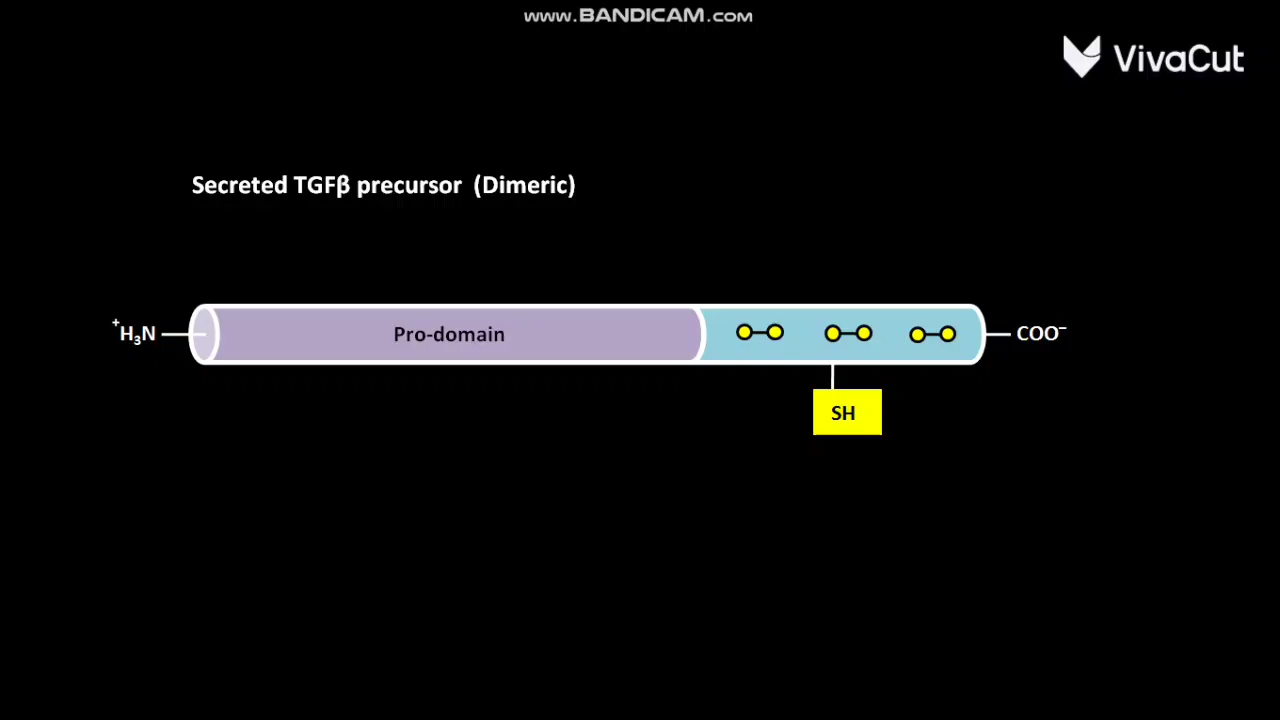 www.BANDICAM.com
VivaCut
Secreted TGFβ precursor (Dimeric)
⁺H₃N
Pro-domain
COO⁻
SH